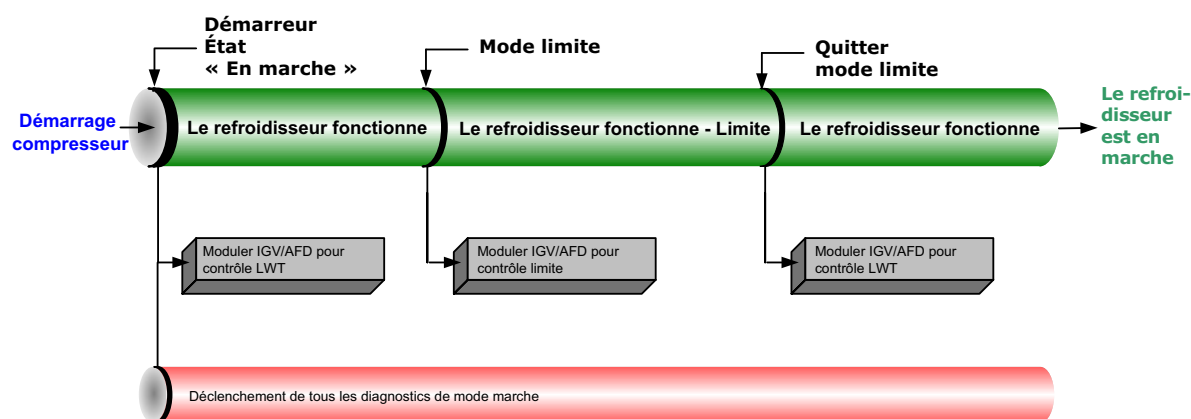 Démarreur
État
« En marche »
Mode limite
Quitter
mode limite
Démarrage
compresseur
Le refroidisseur fonctionne
Le refroidisseur fonctionne - Limite
Le refroidisseur fonctionne
Le refroi-
disseur
est en
marche
Moduler IGV/AFD pour
contrôle LWT
Moduler IGV/AFD pour
contrôle limite
Moduler IGV/AFD pour
contrôle LWT
Déclenchement de tous les diagnostics de mode marche